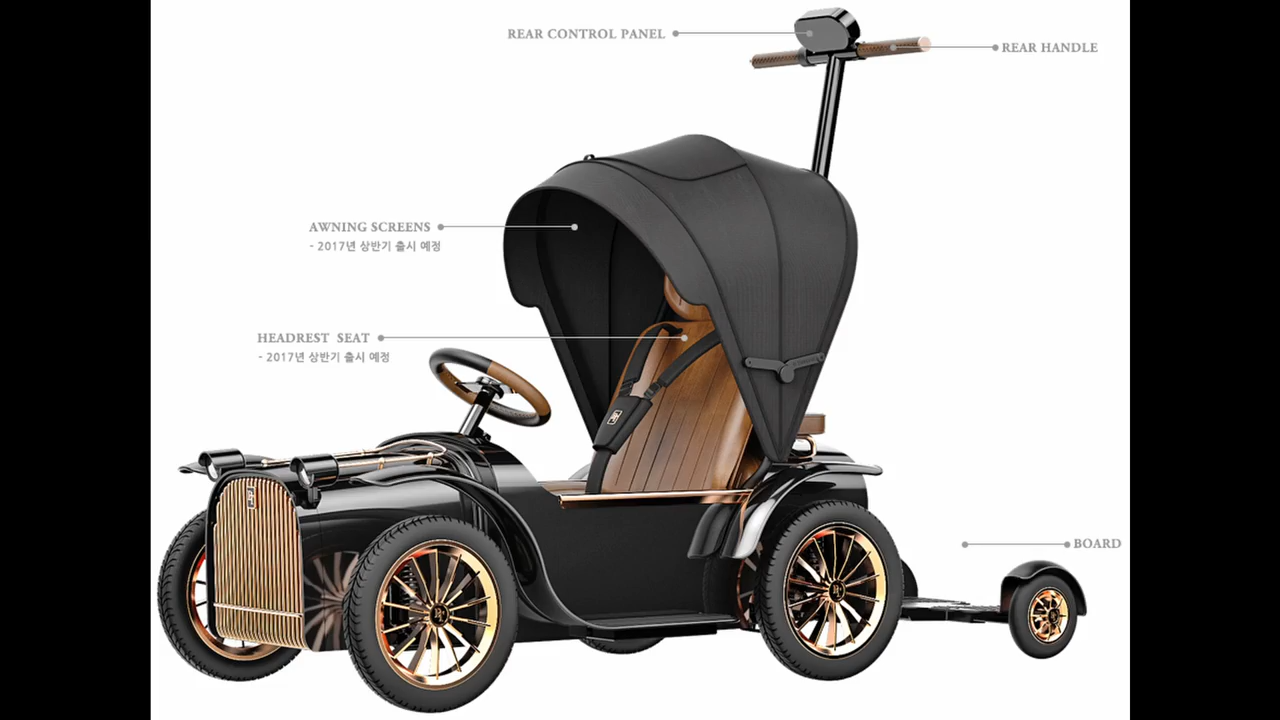 REAR CONTROL PANEL
REAR HANDLE
AWNING SCREENS
- 2017년 상반기 출시 예정
HEADREST SEAT
- 2017년 상반기 출시 예정
BOARD